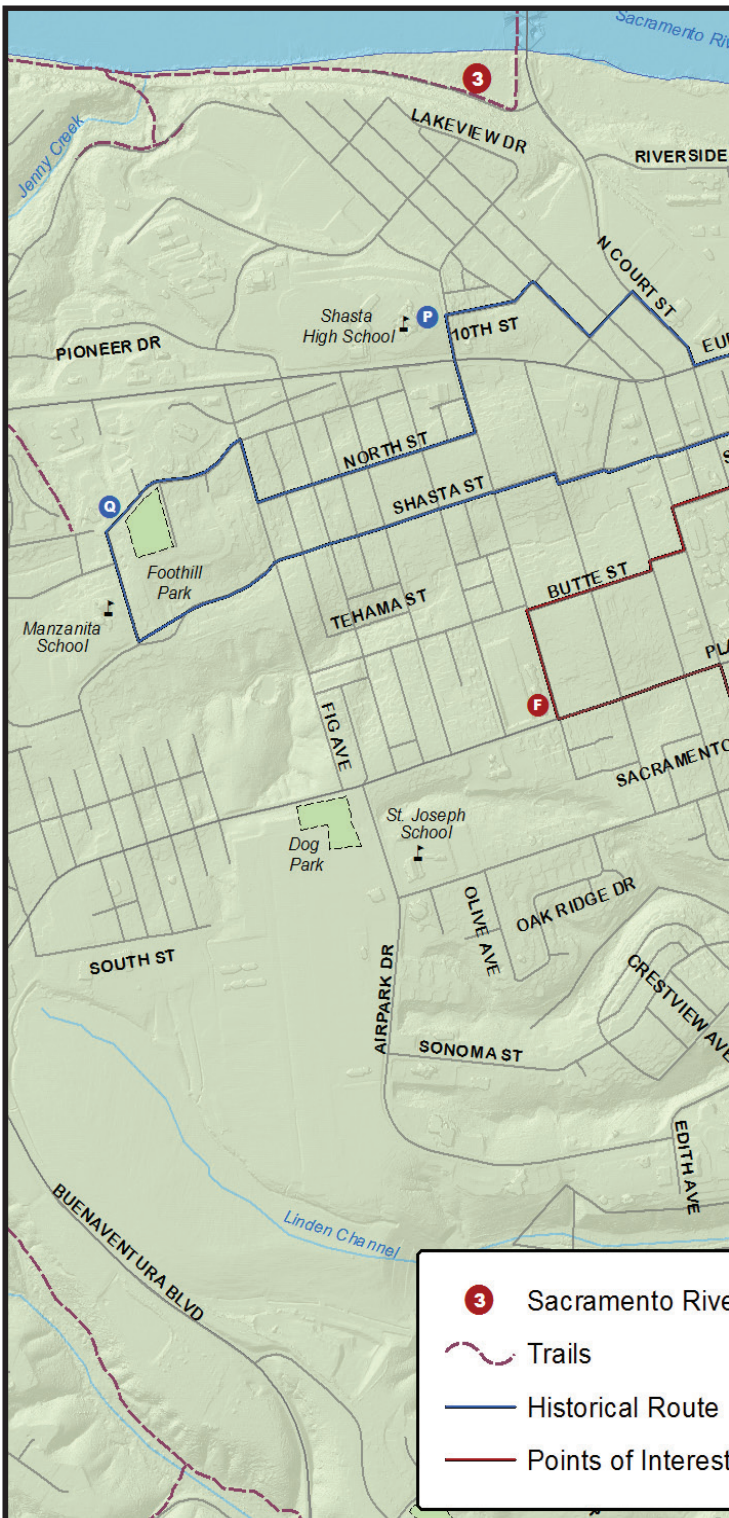 Sacramento Riv
3
LAKEVIEW DR
Jenny Creek
RIVERSIDE
N COURT ST
Shasta
High School
P
10TH ST
PIONEER DR
EU
NORTH ST
S
SHASTA ST
Q
Foothill
Park
BUTTE ST
TEHAMA ST
Manzanita
School
PLA
F
FIG AVE
SACRAMENTO
St. Joseph
School
Dog
Park
OAK RIDGE DR
OLIVE AVE
SOUTH ST
CRESTVIEW AVE
AIRPARK DR
SONOMA ST
EDITH AVE
BUENAVENTURA BLVD
Linden Channel
3 Sacramento Rive
Trails
Historical Route
Points of Interest